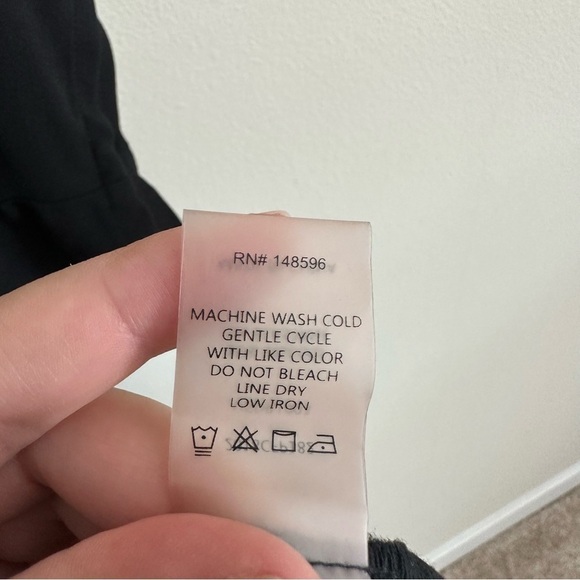 RN# 148596
MACHINE WASH COLD
GENTLE CYCLE
WITH LIKE COLOR
DO NOT BLEACH
LINE DRY
LOW IRON